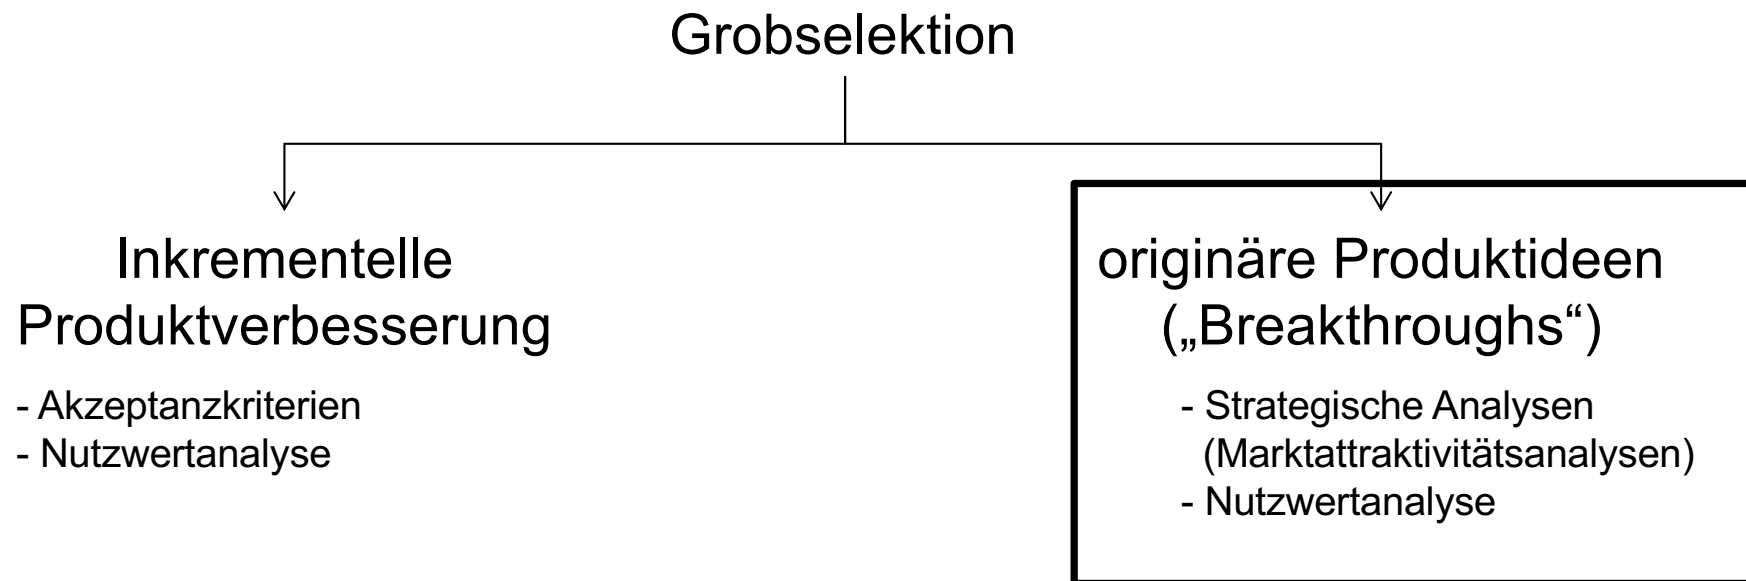 Grobselektion
Inkrementelle
Produktverbesserung
- Akzeptanzkriterien
- Nutzwertanalyse
originäre Produktideen
(„Breakthroughs“)
- Strategische Analysen
(Marktattraktivitätsanalysen)
- Nutzwertanalyse